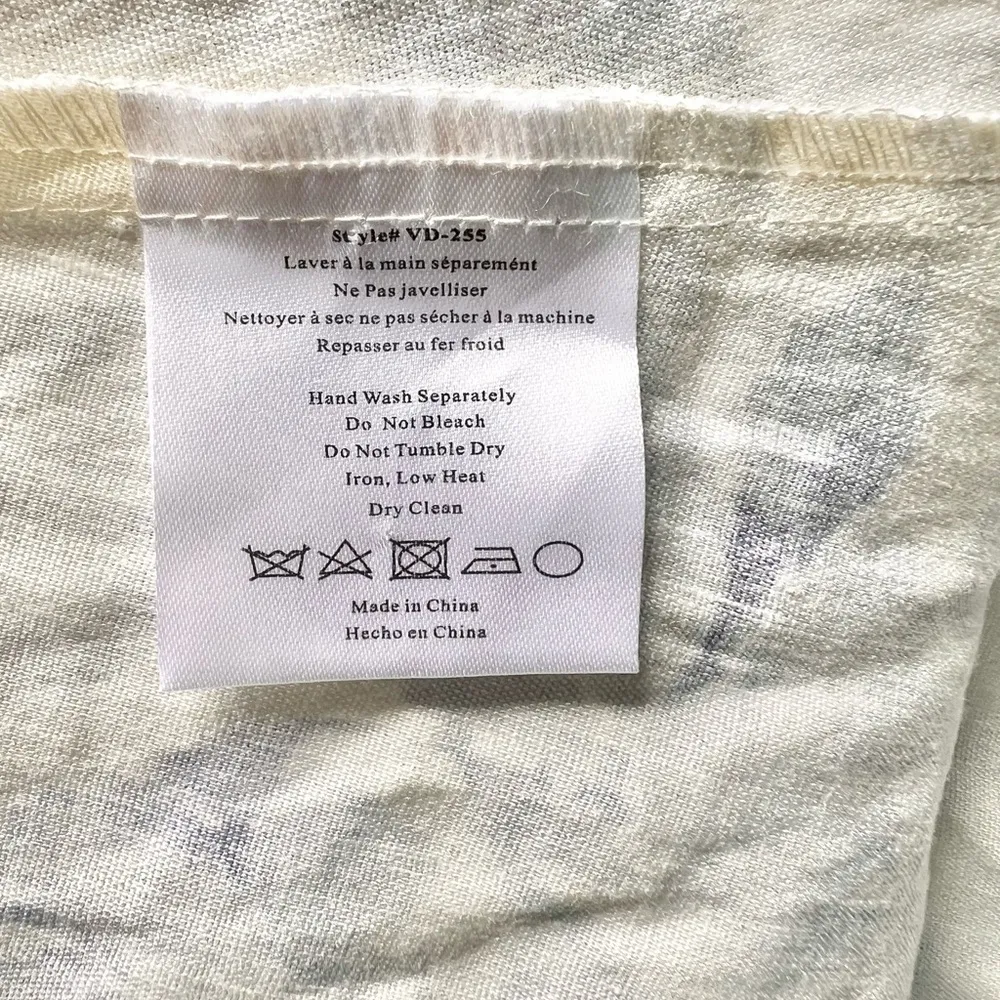 Style# VD-255
Laver à la main séparemént
Ne Pas javelliser
Nettoyer à sec ne pas sécher à la machine
Repasser au fer froid
Hand Wash Separately
Do Not Bleach
Do Not Tumble Dry
Iron, Low Heat
Dry Clean
Made in China
Hecho en China